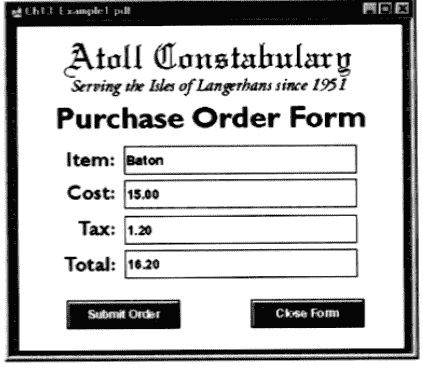 Ch13 Example1.pdf
Atoll Constabulary
Serving the Isles of Langerhans since 1951
Purchase Order Form
Item: Baton
Cost: 15.00
Tax: 1.20
Total: 16.20
Submit Order Close Form